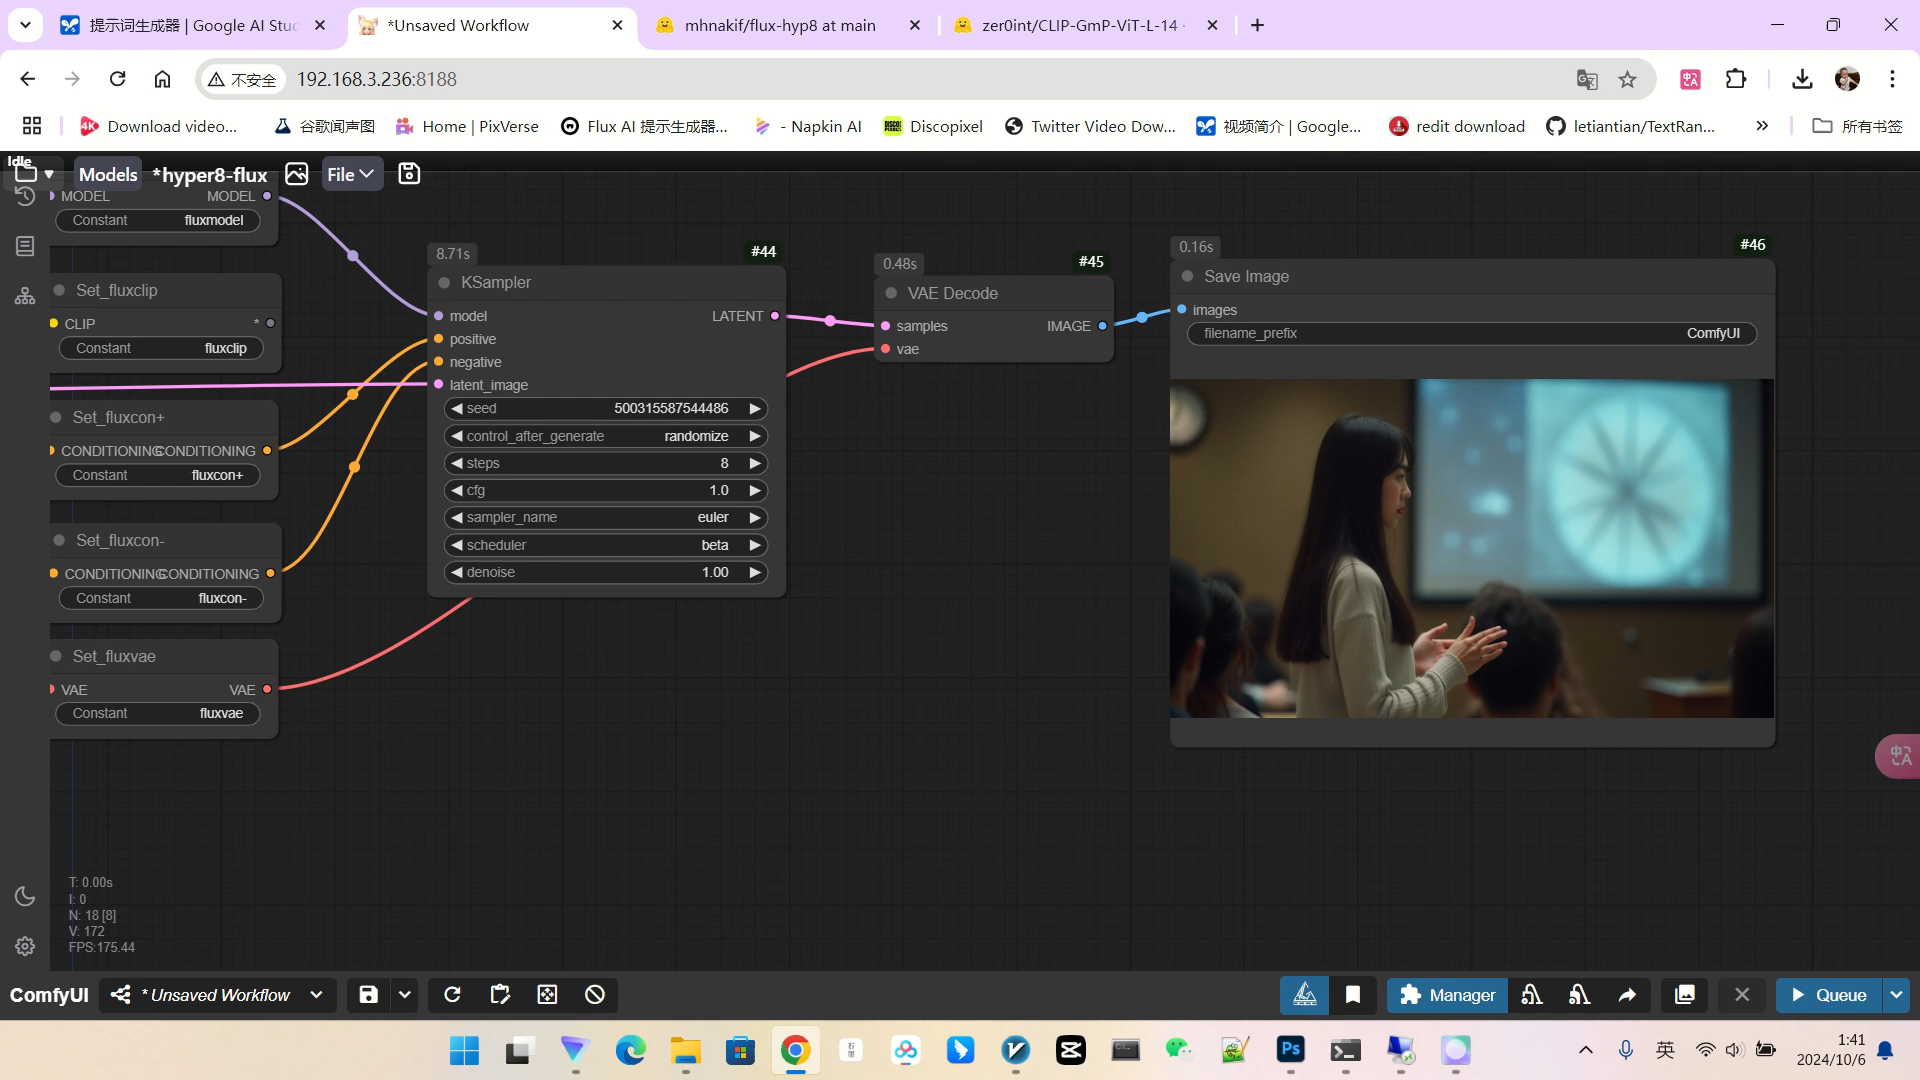 提示词生成器 | Google AI Stuc
*Unsaved Workflow
mhnakif/flux-hyp8 at main
zer0int/CLIP-GmP-ViT-L-14 ·
不安全
192.168.3.236:8188
Download video...
谷歌闻声图
Home | PixVerse
Flux AI 提示生成器...
- Napkin AI
Discopixel
Twitter Video Dow...
视频简介 | Google...
redit download
letiantian/TextRan...
所有书签
Idle
Models
*hyper8-flux
File
MODEL MODEL
Constant fluxmodel
Set_fluxclip
CLIP *
Constant fluxclip
Set_fluxcon+
CONDITIONING CONDITIONING
Constant fluxcon+
Set_fluxcon-
CONDITIONING CONDITIONING
Constant fluxcon-
Set_fluxvae
VAE VAE
Constant fluxvae
8.71s #44
KSampler
model LATENT
positive
negative
latent_image
seed 500315587544486
control_after_generate randomize
steps 8
cfg 1.0
sampler_name euler
scheduler beta
denoise 1.00
0.48s #45
VAE Decode
samples IMAGE
vae
0.16s #46
Save Image
images
filename_prefix ComfyUI
T: 0.00s
I: 0
N: 18 [8]
V: 172
FPS:175.44
ComfyUI
* Unsaved Workflow
Manager
Queue
Ps
英
1:41
2024/10/6